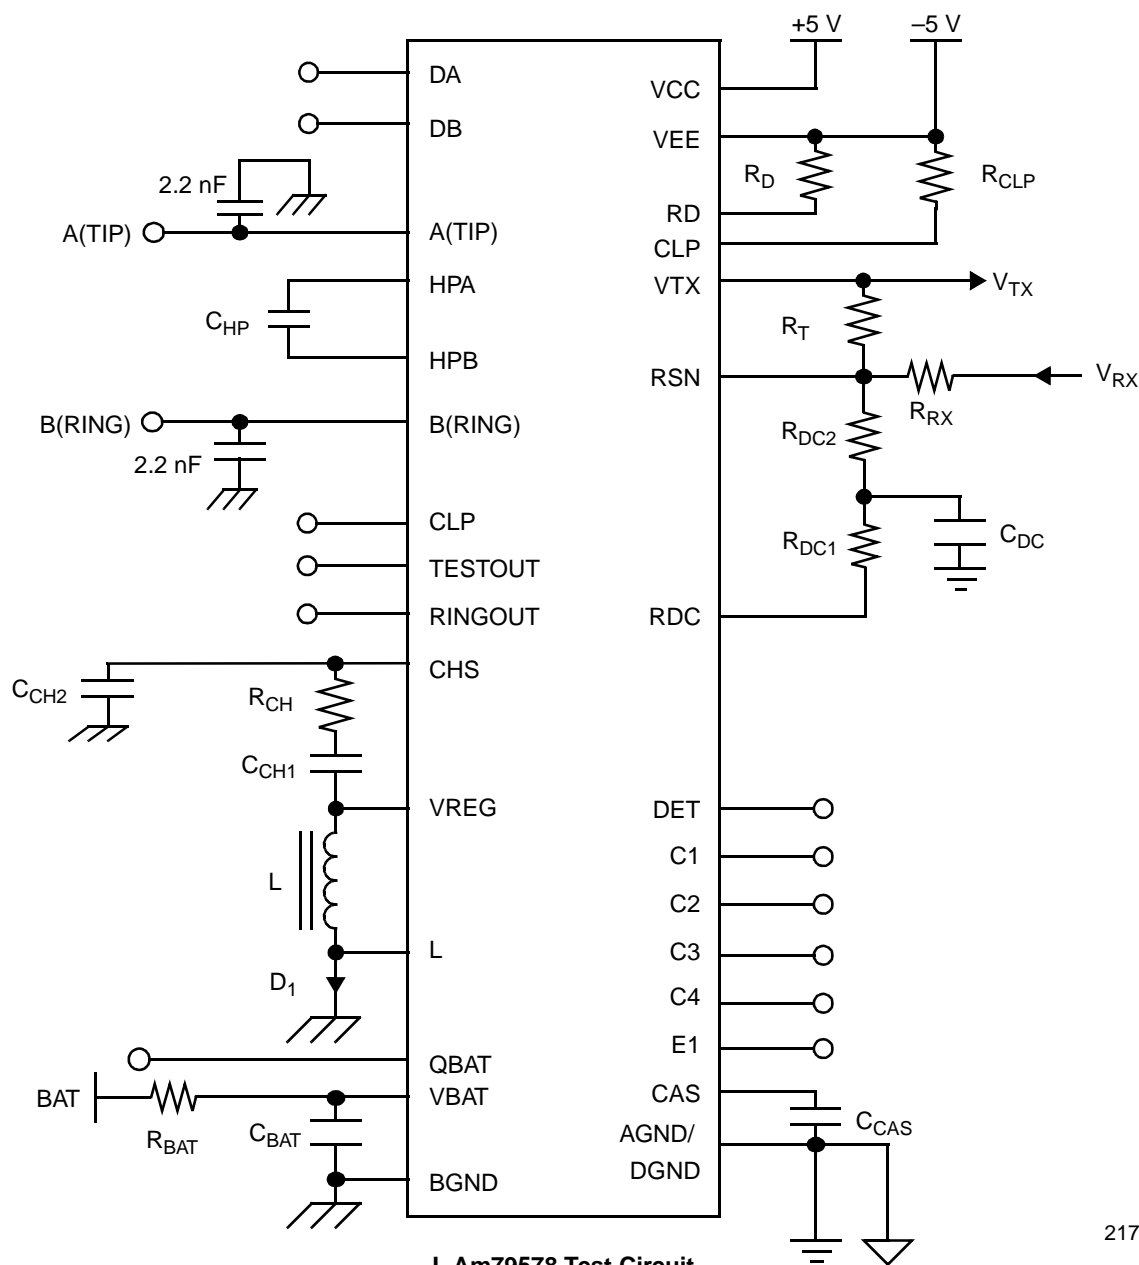 +5 V
–5 V
DA
DB
2.2 nF
A(TIP)
A(TIP)
HPA
CHP
HPB
B(RING)
B(RING)
2.2 nF
CLP
TESTOUT
RINGOUT
CHS
CCH2
RCH
CCH1
VREG
L
L
D1
QBAT
BAT
VBAT
RBAT
CBAT
BGND
VCC
VEE
RD
RCLP
RD
CLP
VTX
VTX
RT
RSN
VRX
RRX
RDC2
RDC1
CDC
RDC
DET
C1
C2
C3
C4
E1
CAS
CCAS
AGND/
DGND
217
Am79578 Test Circuit